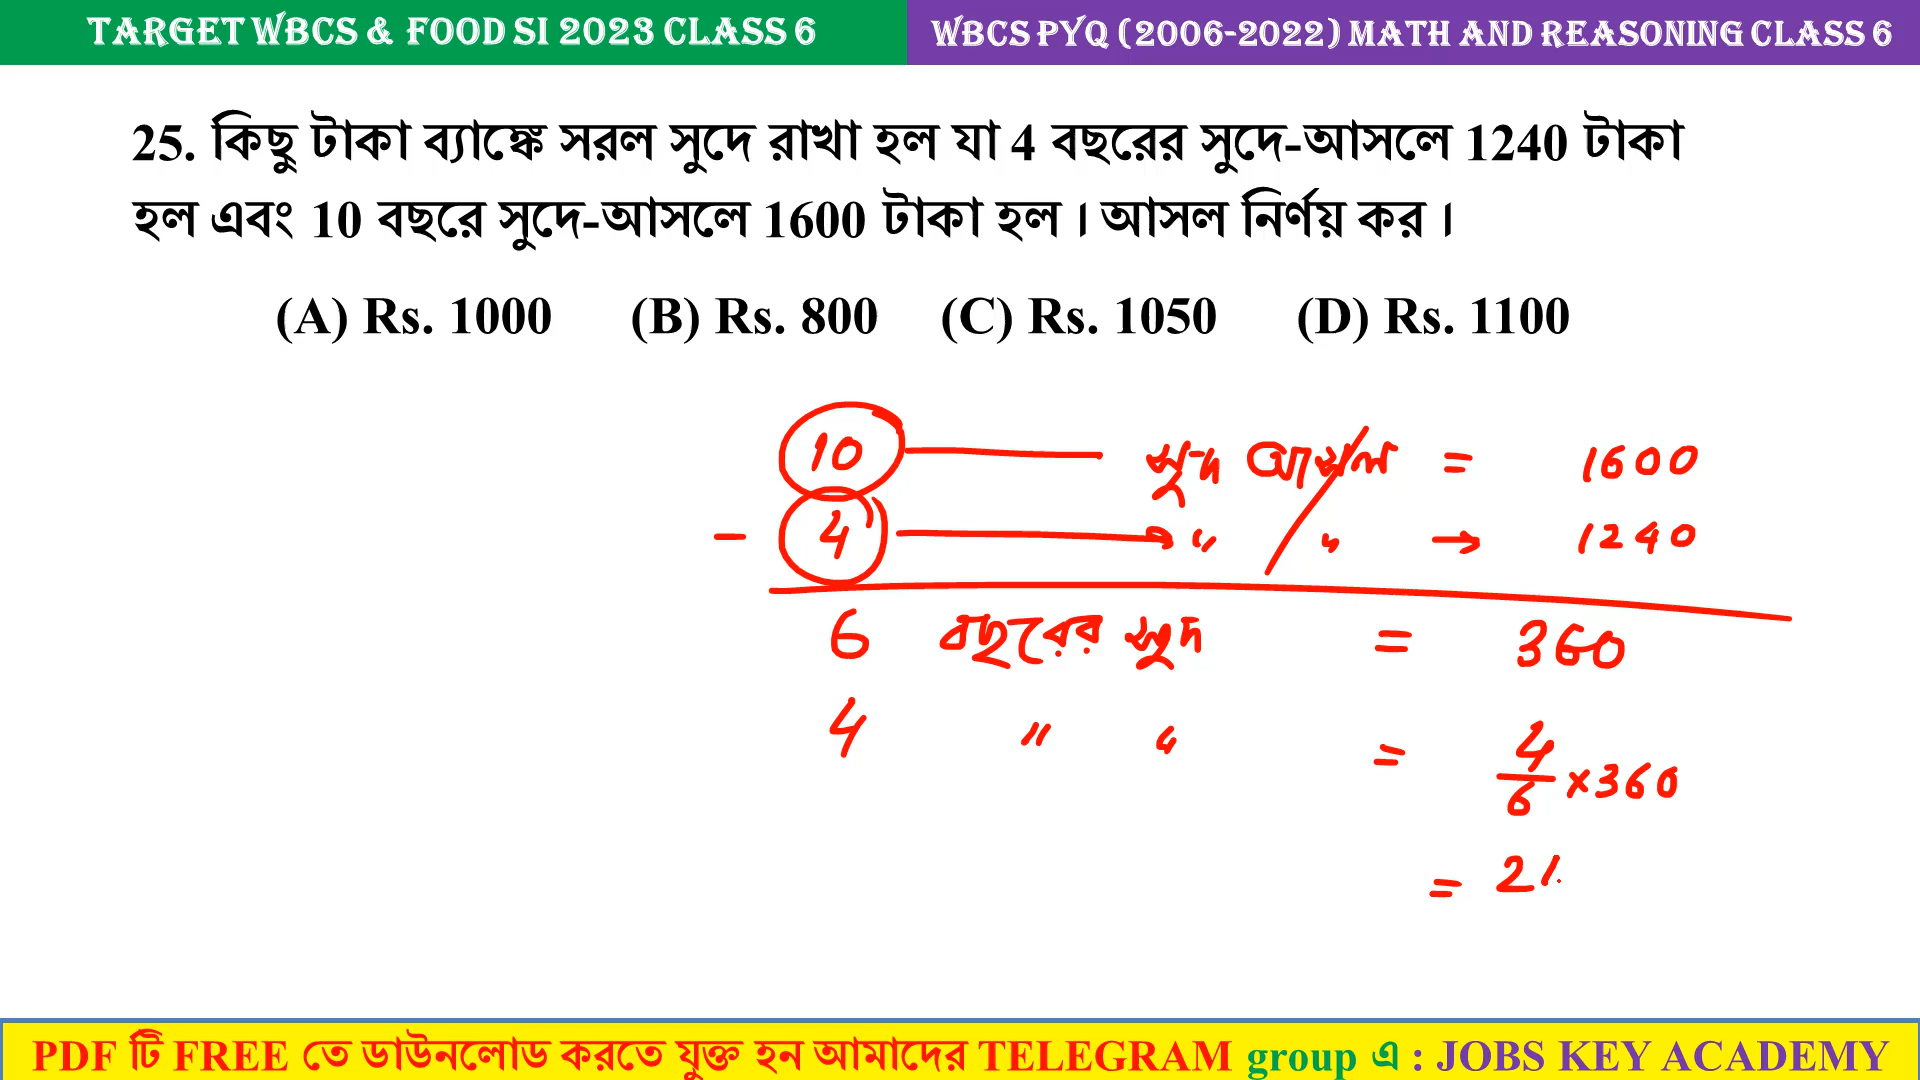 TARGET WBCS & FOOD SI 2023 CLASS 6
WBCS PYQ (2006-2022) MATH AND REASONING CLASS 6
25. কিছু টাকা ব্যাঙ্কে সরল সুদে রাখা হল যা 4 বছরের সুদে-আসলে 1240 টাকা
হল এবং 10 বছরে সুদে-আসলে 1600 টাকা হল। আসল নির্ণয় কর।
(A) Rs. 1000 (B) Rs. 800 (C) Rs. 1050 (D) Rs. 1100
10 সুদ আসল = 1600
- 4 " " → 1240
6 বছরের সুদ = 360
4 " " = 4/6 × 360
= 21
PDF টি FREE তে ডাউনলোড করতে যুক্ত হন আমাদের TELEGRAM group এ : JOBS KEY ACADEMY